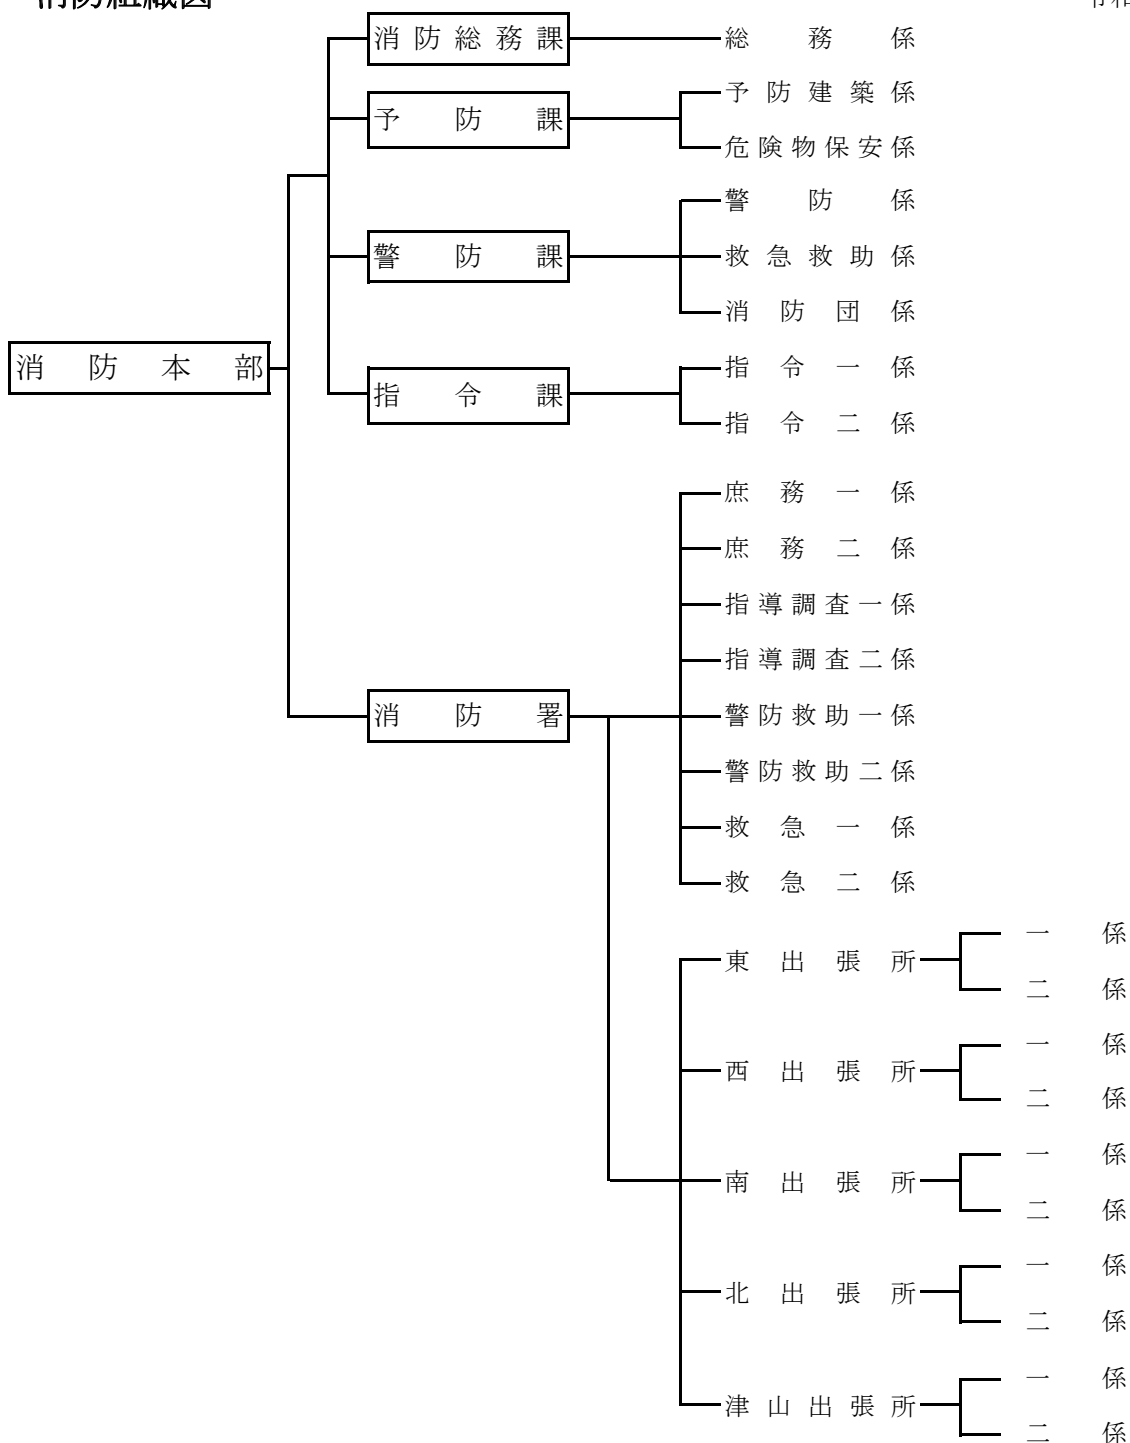 消防組織図
令和
消防総務課 総務係
予防課 予防建築係
危険物保安係
警防課 警防係
救急救助係
消防団係
消防本部
指令課 指令一係
指令二係
庶務一係
庶務二係
指導調査一係
指導調査二係
消防署 警防救助一係
警防救助二係
救急一係
救急二係
東出張所 一係
二係
西出張所 一係
二係
南出張所 一係
二係
北出張所 一係
二係
津山出張所 一係
二係